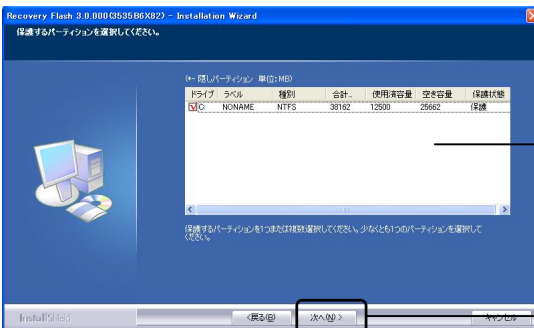 Recovery Flash 3.0.000(3535B6X82) - Installation Wizard
保護するパーティションを選択してください。
(*- 隠しパーティション 単位:MB)
ドライブ ラベル 種別 合計... 使用済容量 空き容量 保護状態
C: NONAME NTFS 38162 12500 25662 保護
保護するパーティションを1つまたは複数選択してください。少なくとも1つのパーティションを選択して
ください。
InstallShield
<戻る(B) 次へ(N) > キャンセル